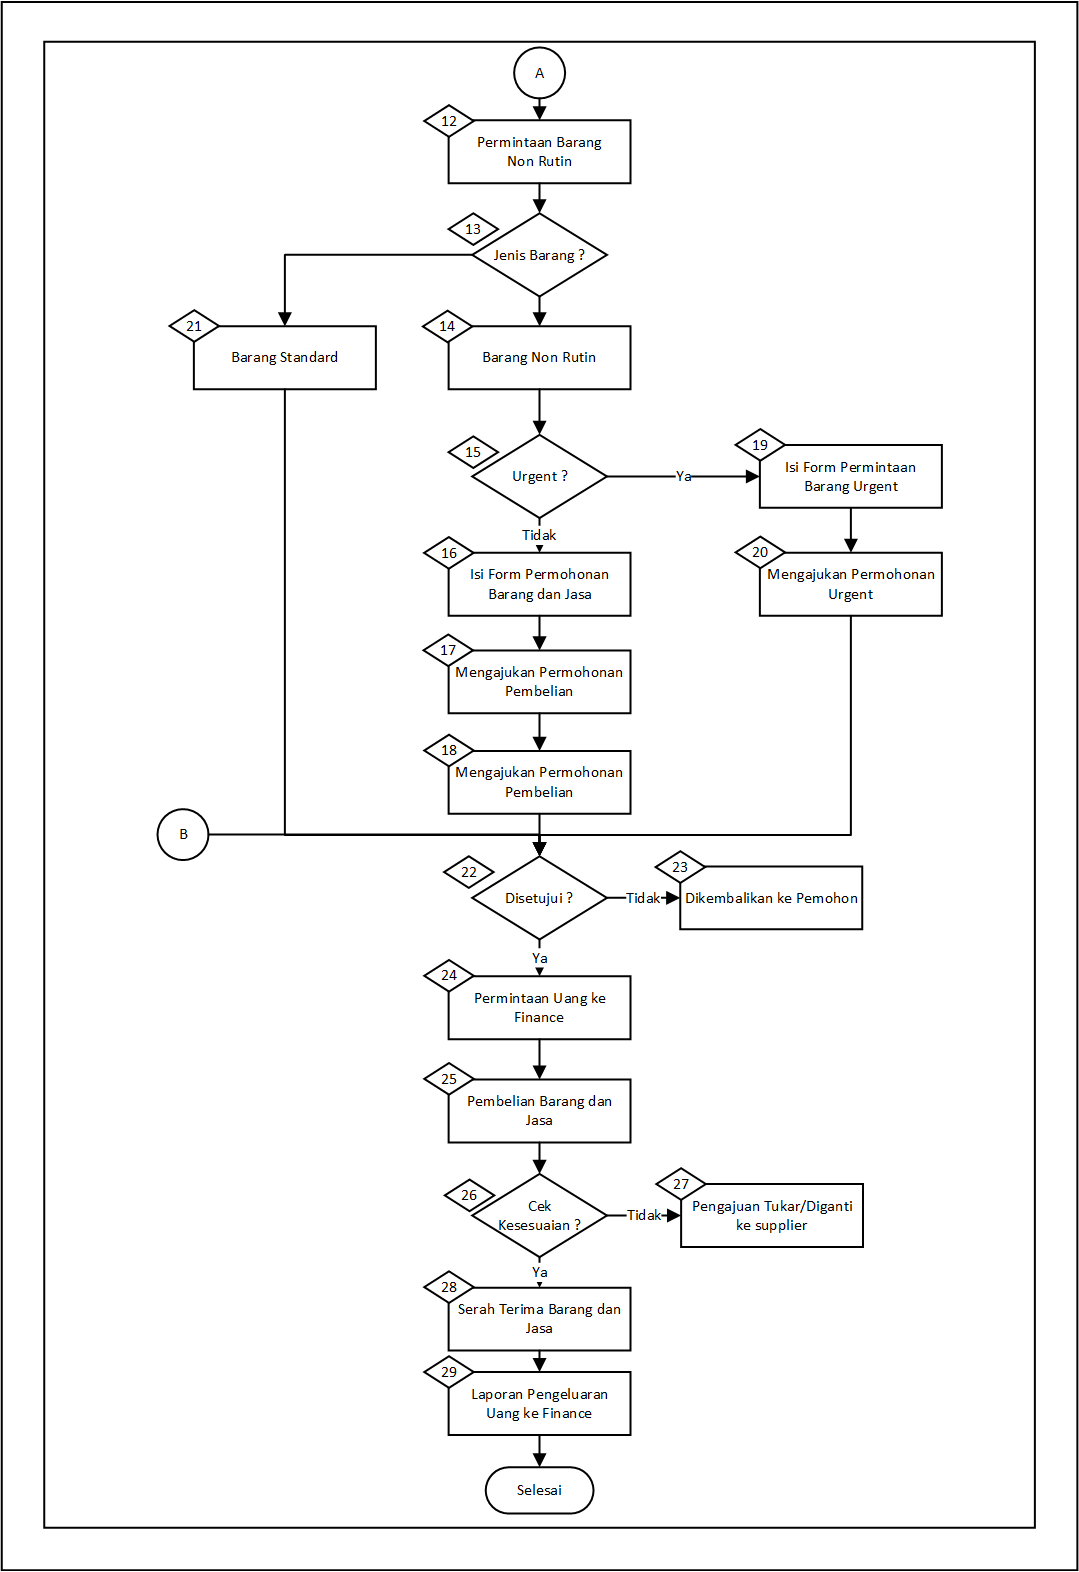 A
12
Permintaan Barang
Non Rutin
13
Jenis Barang ?
21
Barang Standard
14
Barang Non Rutin
15
Urgent ?
Ya
19
Isi Form Permintaan
Barang Urgent
Tidak
16
Isi Form Permohonan
Barang dan Jasa
20
Mengajukan Permohonan
Urgent
17
Mengajukan Permohonan
Pembelian
18
Mengajukan Permohonan
Pembelian
B
22
Disetujui ?
Tidak
23
Dikembalikan ke Pemohon
Ya
24
Permintaan Uang ke
Finance
25
Pembelian Barang dan
Jasa
26
Cek
Kesesuaian ?
Tidak
27
Pengajuan Tukar/Diganti
ke supplier
Ya
28
Serah Terima Barang dan
Jasa
29
Laporan Pengeluaran
Uang ke Finance
Selesai